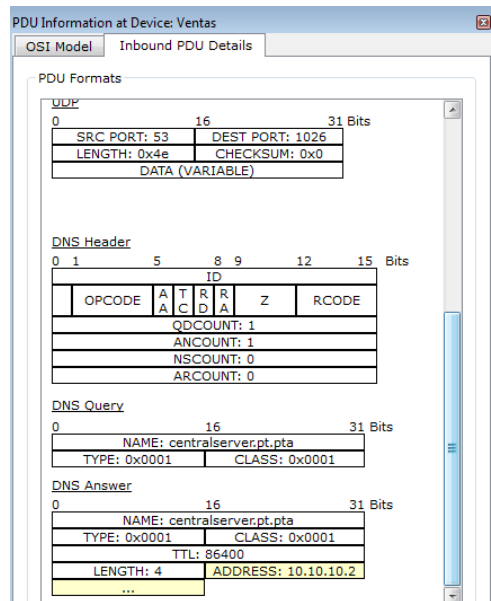 PDU Information at Device: Ventas
OSI Model Inbound PDU Details
PDU Formats
UDP
0 16 31 Bits
SRC PORT: 53 DEST PORT: 1026
LENGTH: 0x4e CHECKSUM: 0x0
DATA (VARIABLE)
DNS Header
0 1 5 8 9 12 15 Bits
ID
OPCODE AA TC RD RA Z RCODE
QDCOUNT: 1
ANCOUNT: 1
NSCOUNT: 0
ARCOUNT: 0
DNS Query
0 16 31 Bits
NAME: centralserver.pt.pta
TYPE: 0x0001 CLASS: 0x0001
DNS Answer
0 16 31 Bits
NAME: centralserver.pt.pta
TYPE: 0x0001 CLASS: 0x0001
TTL: 86400
LENGTH: 4 ADDRESS: 10.10.10.2
...